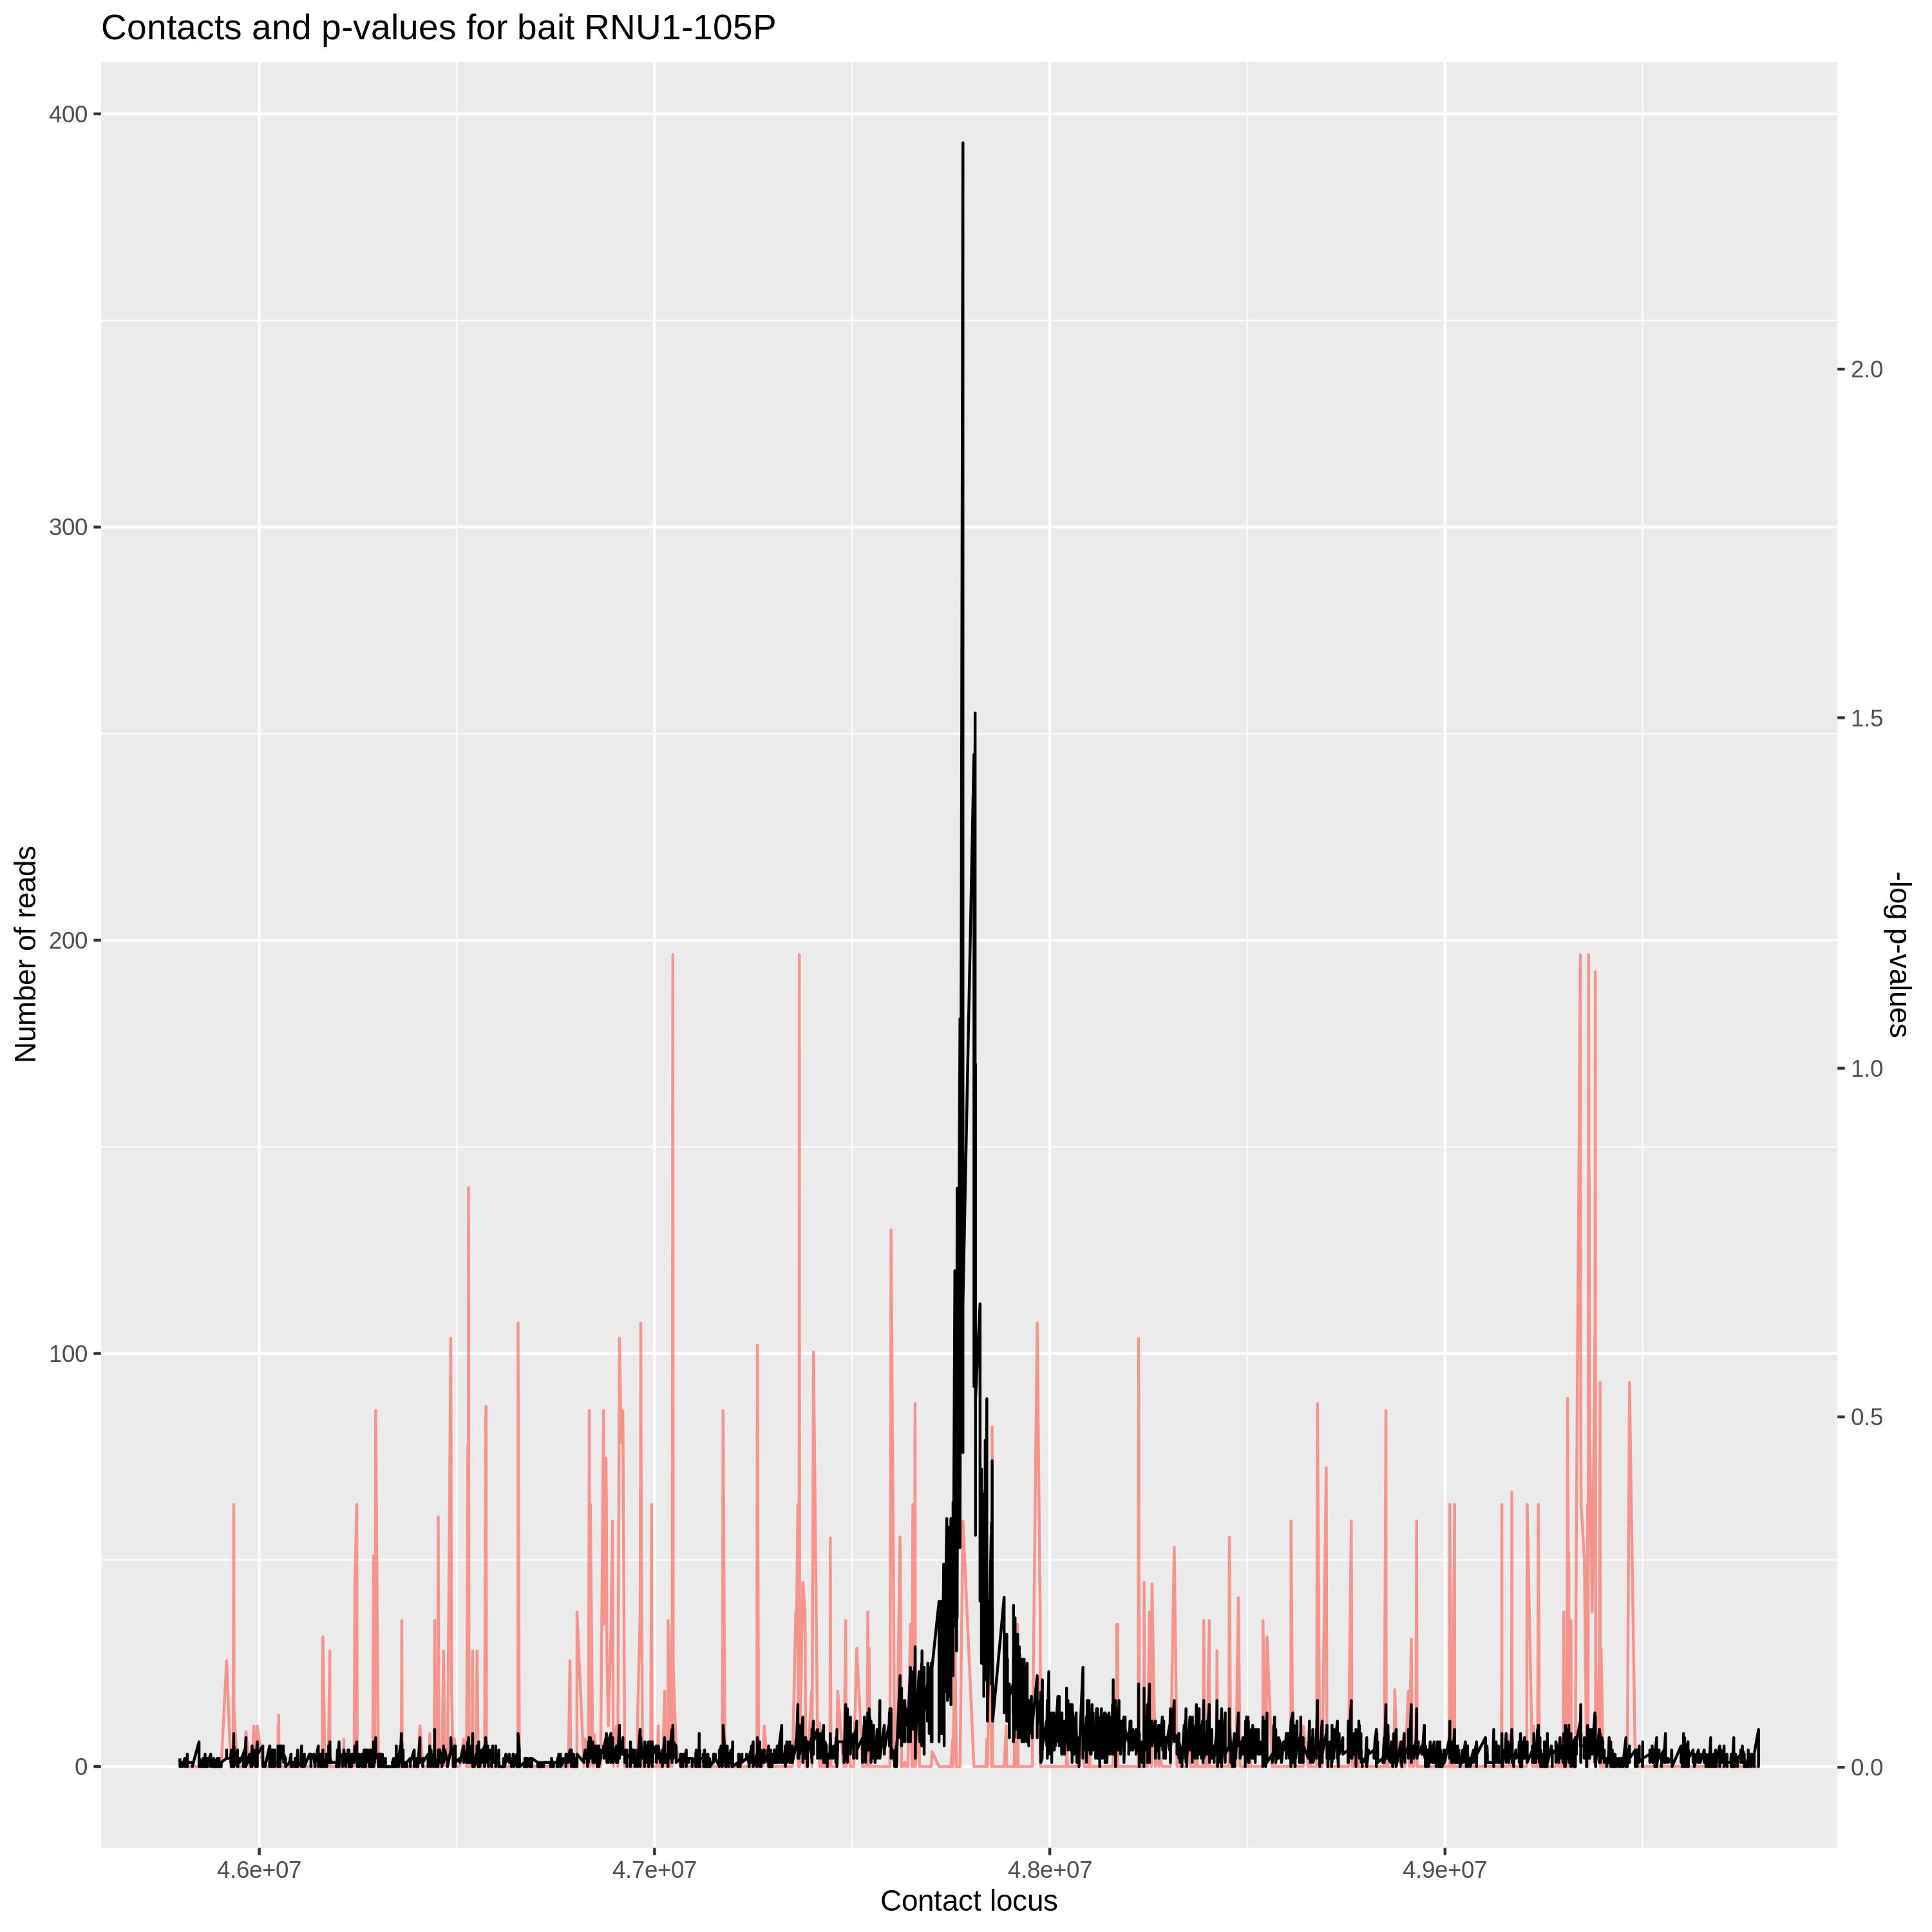 Contacts and p-values for bait RNU1-105P
400
300
200
100
0
Number of reads
2.0
1.5
1.0
0.5
0.0
-log p-values
4.6e+07
4.7e+07
4.8e+07
4.9e+07
Contact locus